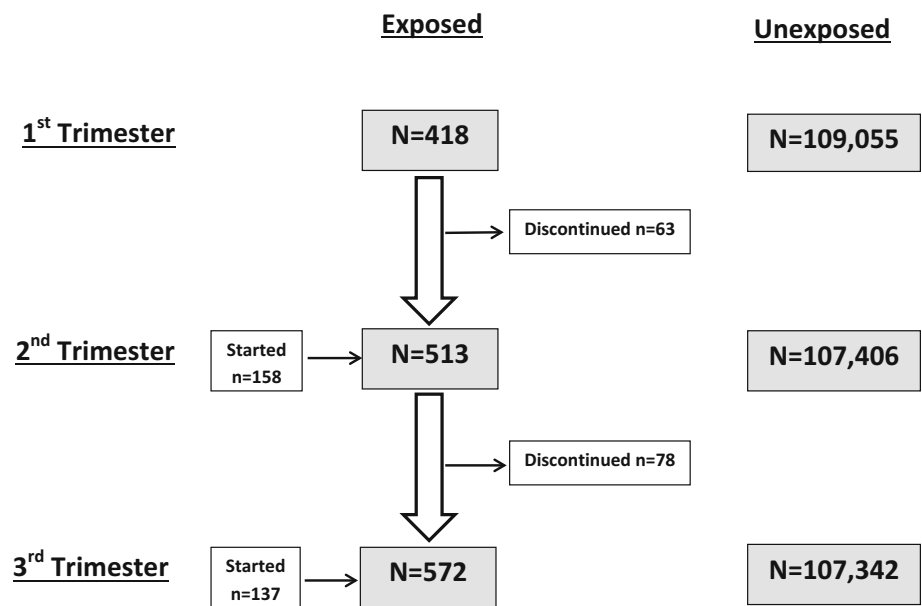 Exposed
Unexposed
1st Trimester
N=418
N=109,055
Discontinued n=63
2nd Trimester
Started
n=158
N=513
N=107,406
Discontinued n=78
3rd Trimester
Started
n=137
N=572
N=107,342